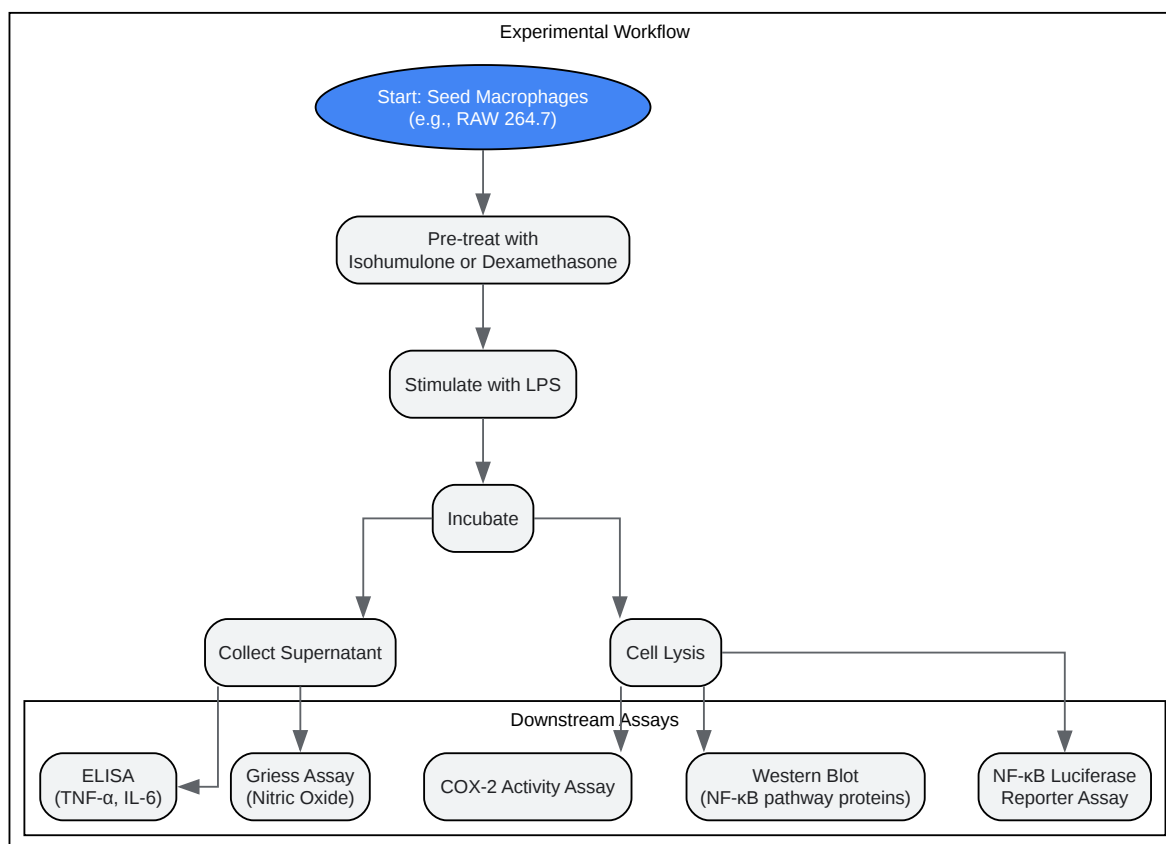 Experimental Workflow
Start: Seed Macrophages
(e.g., RAW 264.7)
Pre-treat with
Isohumulone or Dexamethasone
Stimulate with LPS
Incubate
Collect Supernatant
Cell Lysis
Downstream Assays
ELISA
(TNF-α, IL-6)
Griess Assay
(Nitric Oxide)
COX-2 Activity Assay
Western Blot
(NF-κB pathway proteins)
NF-κB Luciferase
Reporter Assay